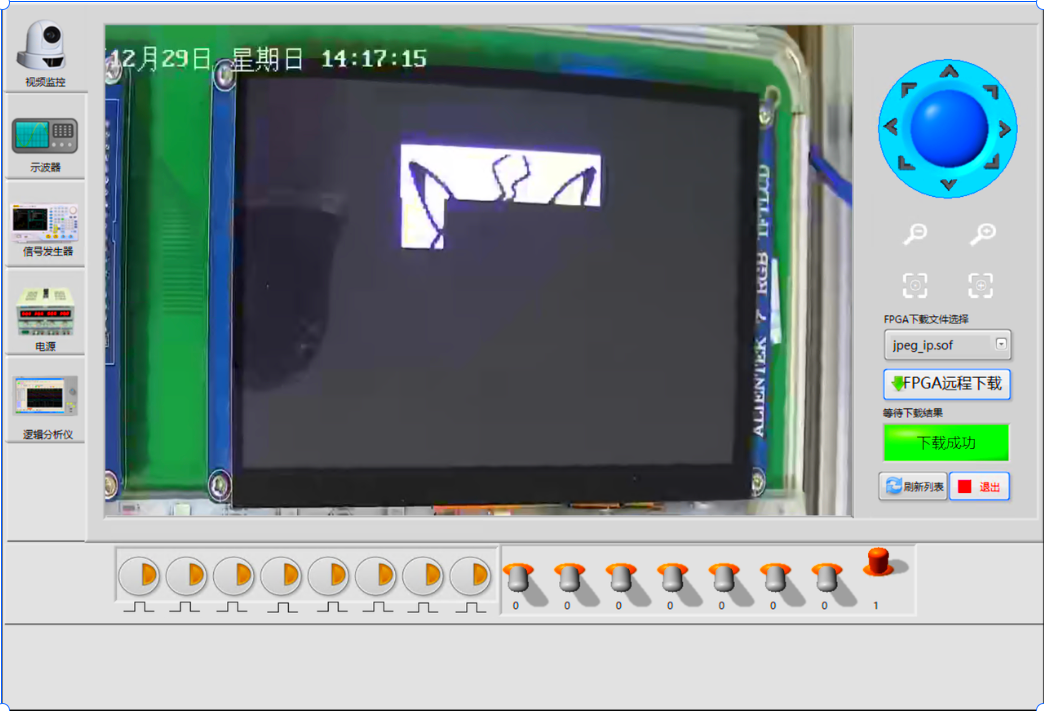 视频监控
示波器
信号发生器
电源
逻辑分析仪
12月29日 星期日 14:17:15
ALIENTEK 7 RGB TFTLCD
FPGA下载文件选择
jpeg_ip.sof
FPGA远程下载
等待下载结果
下载成功
刷新列表
退出
0 0 0 0 0 0 0 1